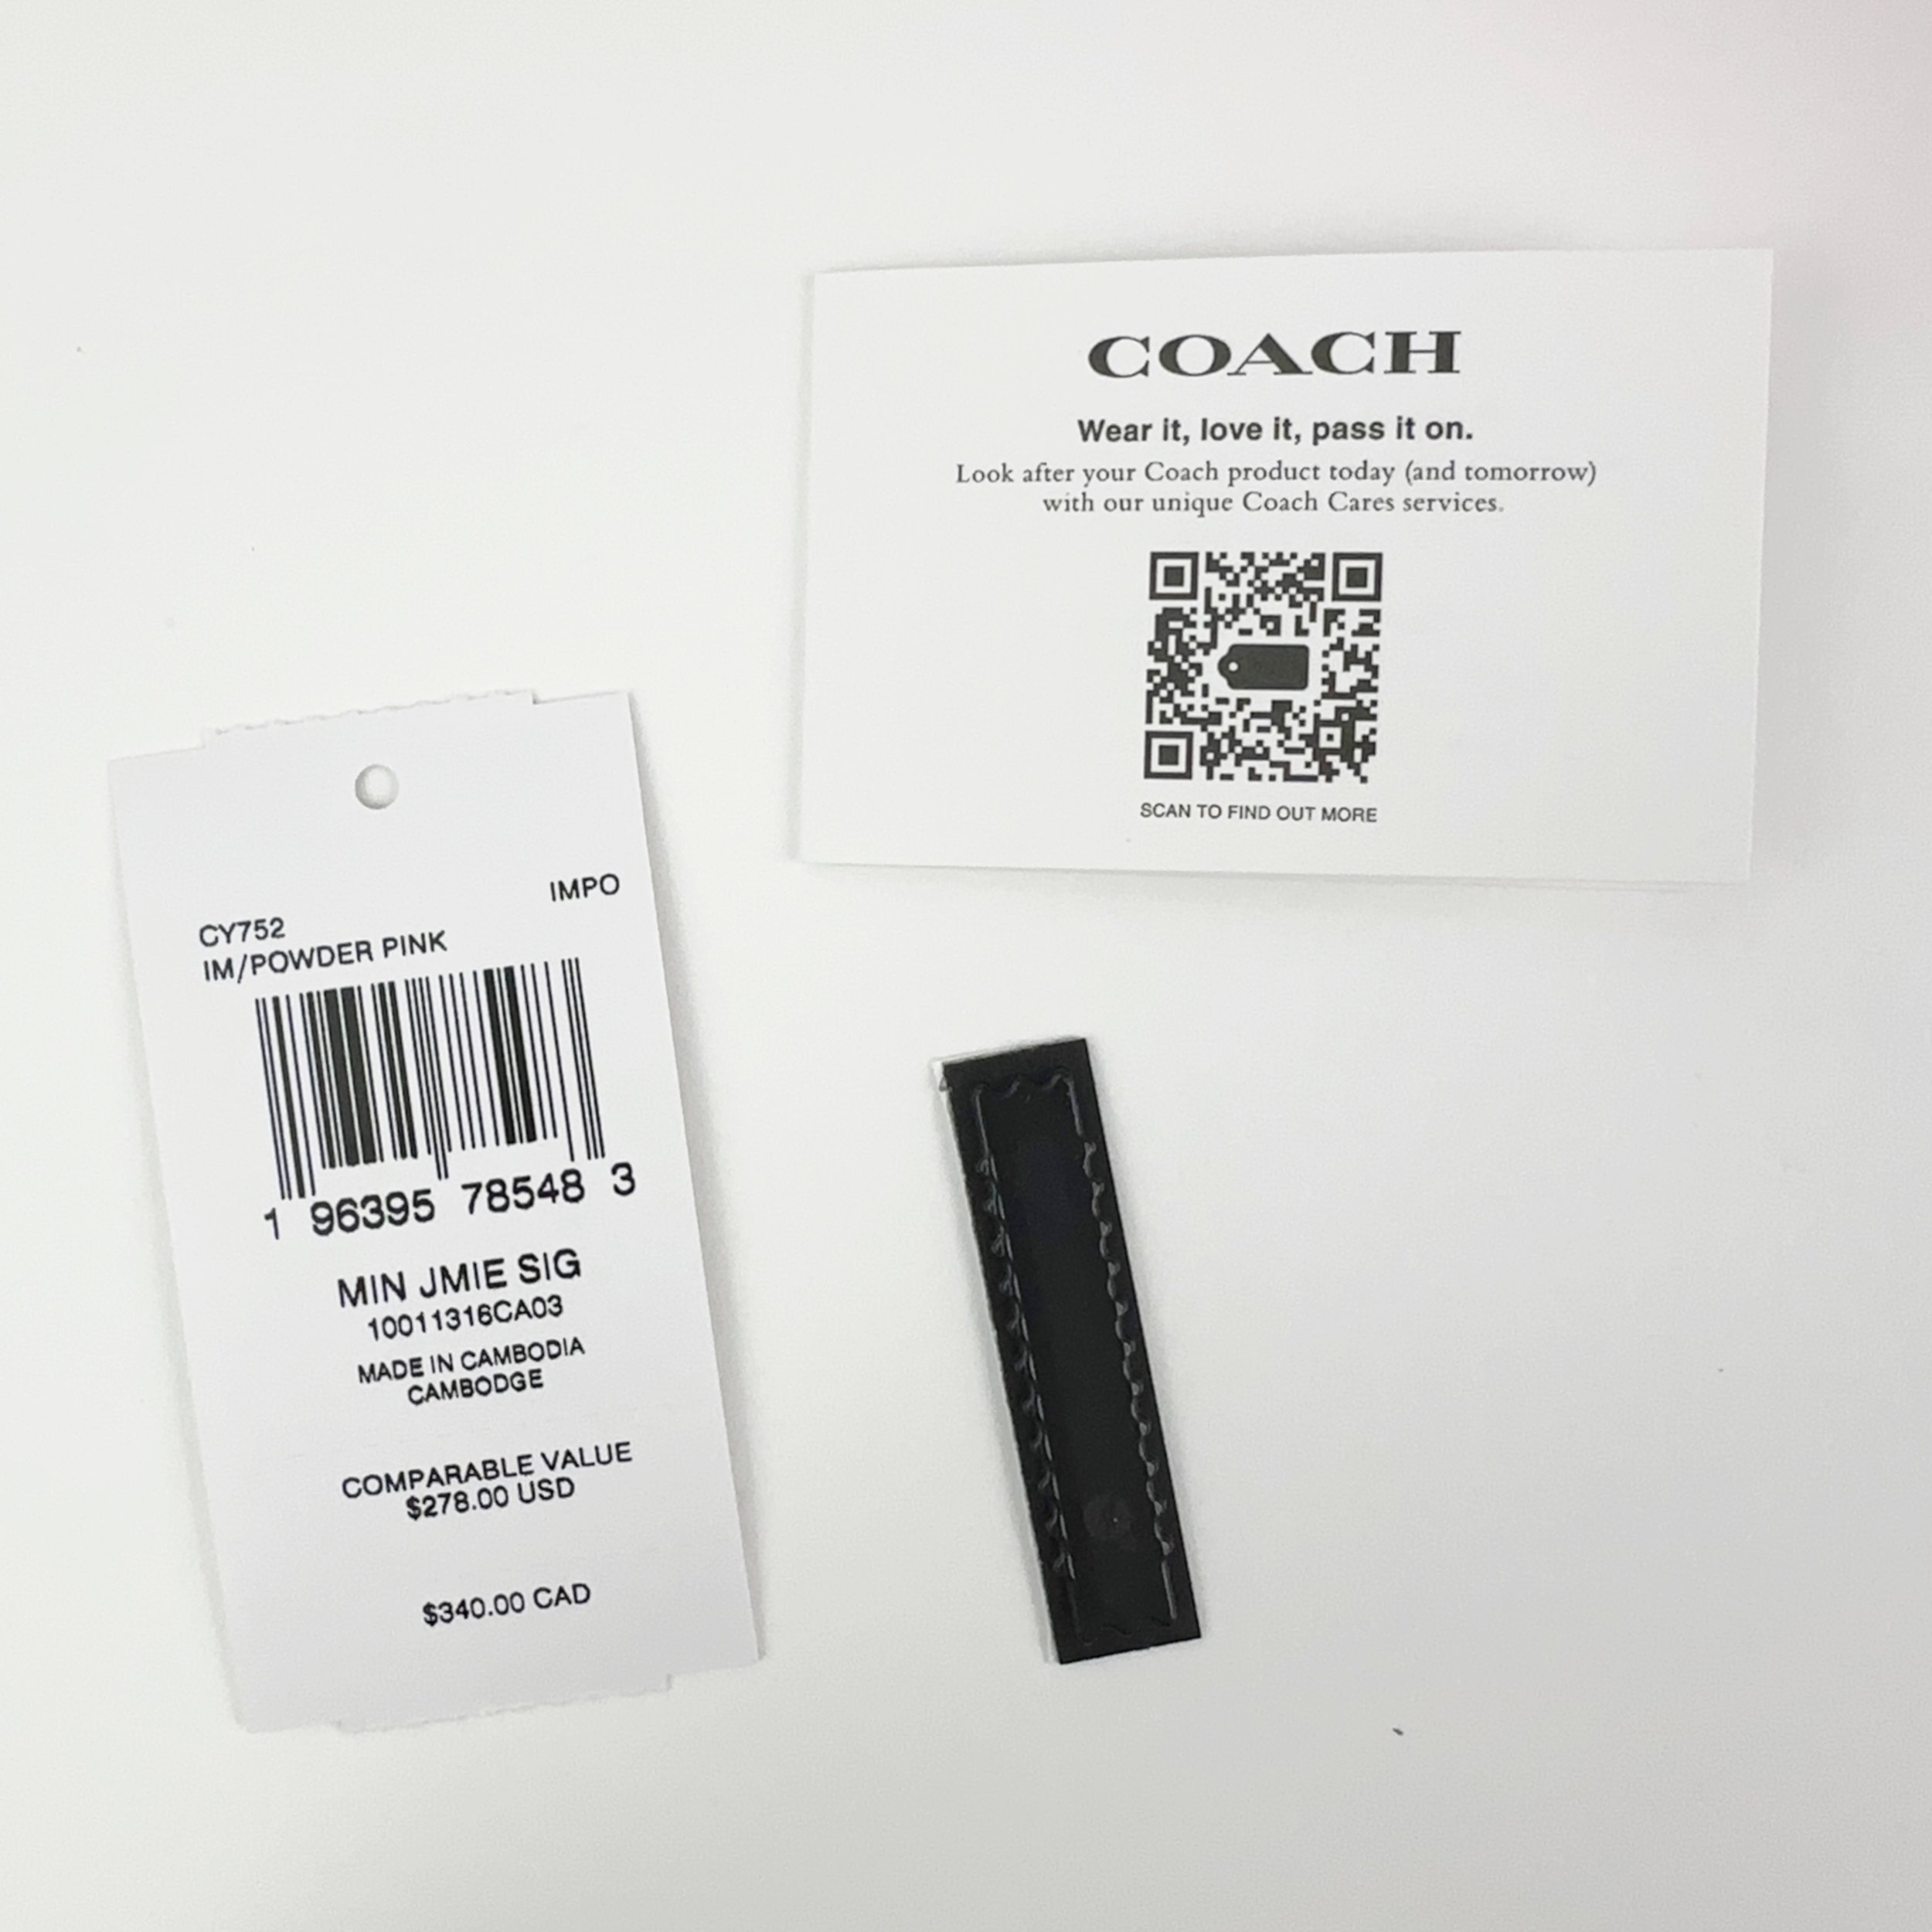 COACH
Wear it, love it, pass it on.
Look after your Coach product today (and tomorrow)
with our unique Coach Cares services.
SCAN TO FIND OUT MORE
IMPO
CY752
IM/POWDER PINK
1 96395 78548 3
MIN JMIE SIG
10011316CA03
MADE IN CAMBODIA
CAMBODGE
COMPARABLE VALUE
$278.00 USD
$340.00 CAD